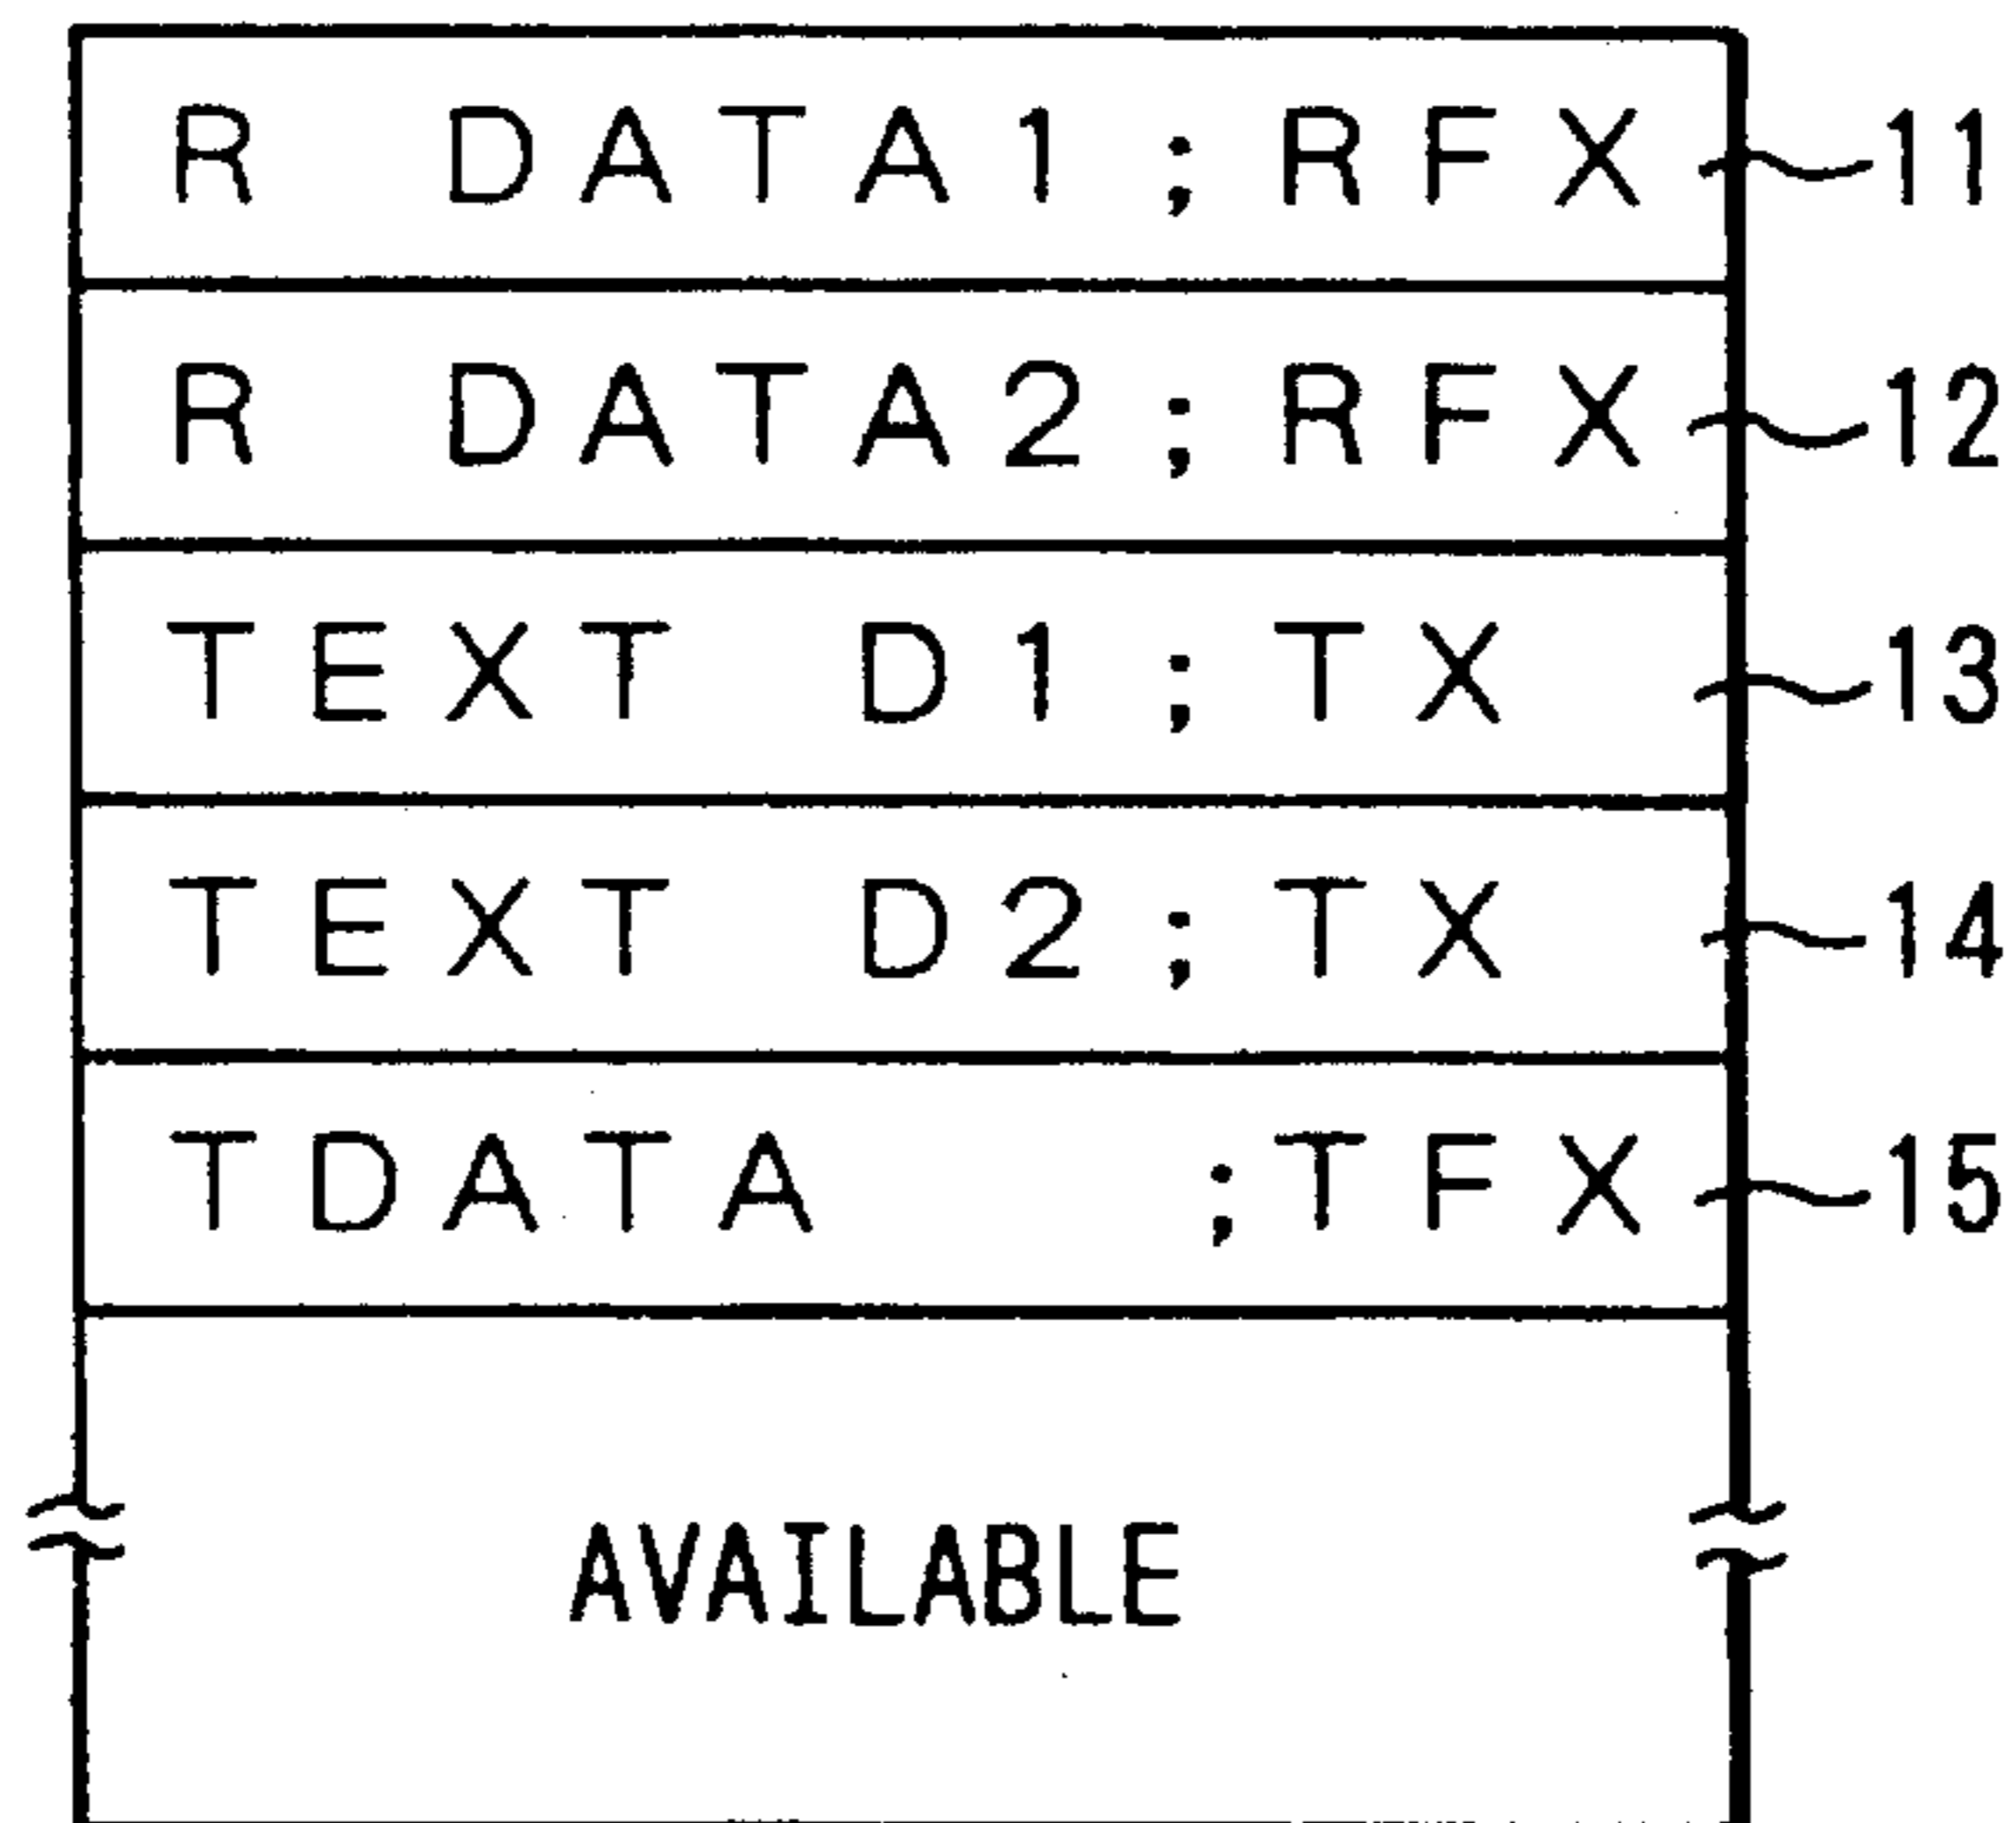 R DATA1;RFX 11
R DATA2;RFX 12
TEXT D1;TX 13
TEXT D2;TX 14
TDATA ;TFX 15
AVAILABLE